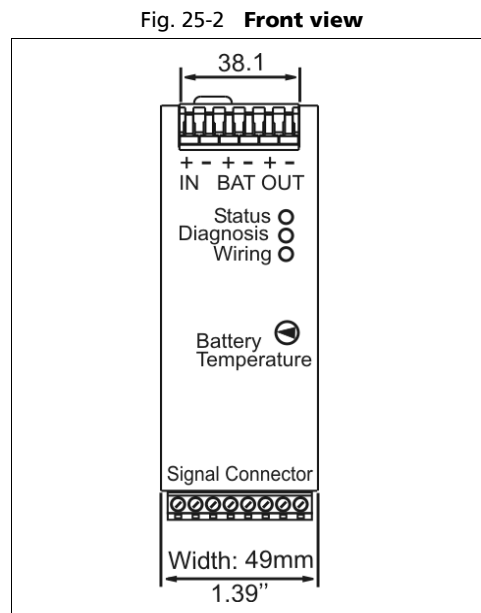 Fig. 25-2 Front view
38.1
+ - + - + -
IN BAT OUT
Status
Diagnosis
Wiring
Battery
Temperature
Signal Connector
Width: 49mm
1.39’’